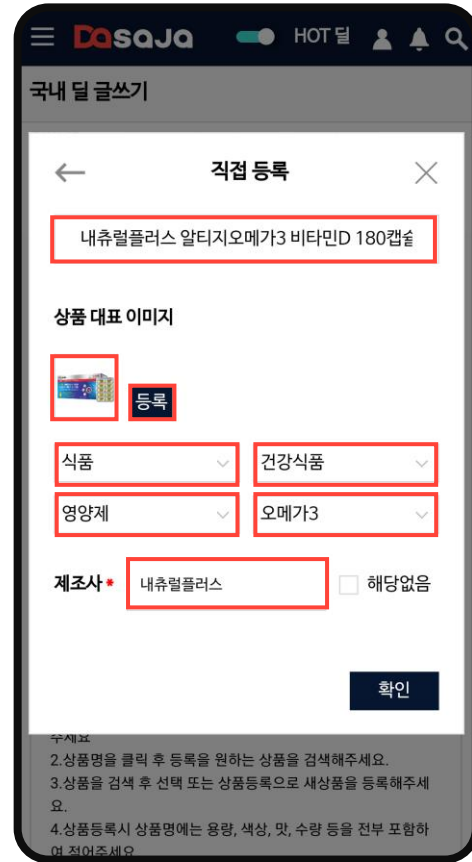 Dasaja HOT 딜
국내 딜 글쓰기
직접 등록
내츄럴플러스 알티지오메가3 비타민D 180캡슐
상품 대표 이미지
등록
식품 건강식품
영양제 오메가3
제조사 * 내츄럴플러스 해당없음
확인
주세요
2.상품명을 클릭 후 등록을 원하는 상품을 검색해주세요.
3.상품을 검색 후 선택 또는 상품등록으로 새상품을 등록해주세
요.
4.상품등록시 상품명에는 용량, 색상, 맛, 수량 등을 전부 포함하
여 적어주세요